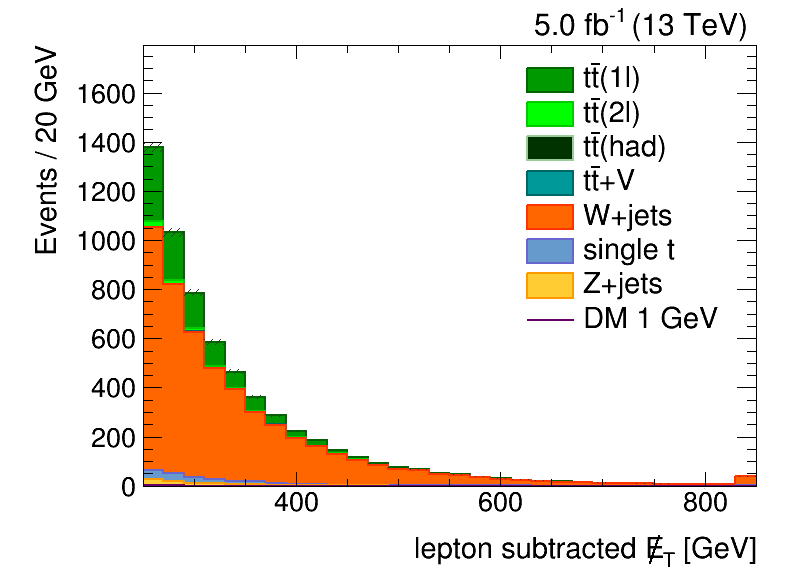 5.0 fb⁻¹ (13 TeV)
Events / 20 GeV
1600
1400
1200
1000
800
600
400
200
0
tt̄(1l)
tt̄(2l)
tt̄(had)
tt̄+V
W+jets
single t
Z+jets
DM 1 GeV
400 600 800
lepton subtracted E̸_T [GeV]